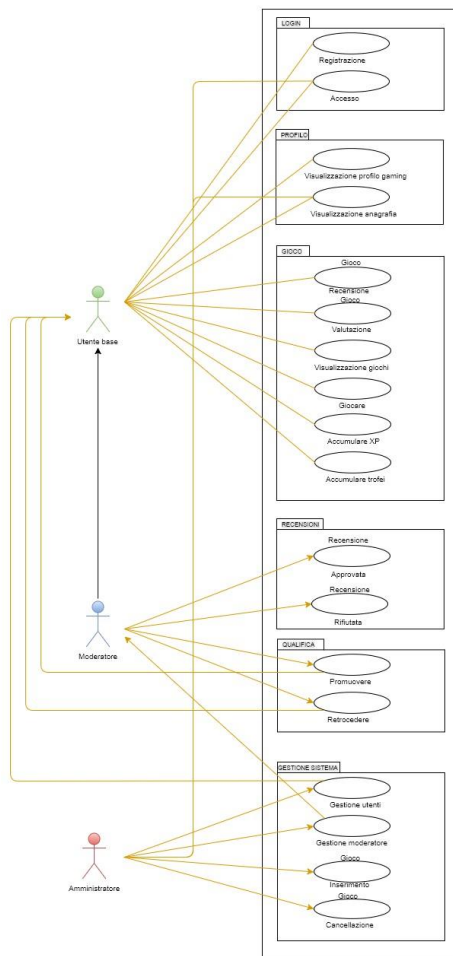 LOGIN
Registrazione
Accesso
PROFILO
Visualizzazione profilo gaming
Visualizzazione anagrafia
GIOCO
Gioco
Recensione
Gioco
Valutazione
Visualizzazione gicchi
Giocare
Accumulare XP
Accumulare trofei
Utente base
RECENSIONI
Recensione
Approvata
Recensione
Rifiutata
Moderatore
QUALIFICA
Promuovere
Retrocedere
GESTIONE SISTEMA
Gestione utenti
Gestione moderatore
Gioco
Inserimento
Gioco
Cancellazione
Amministratore